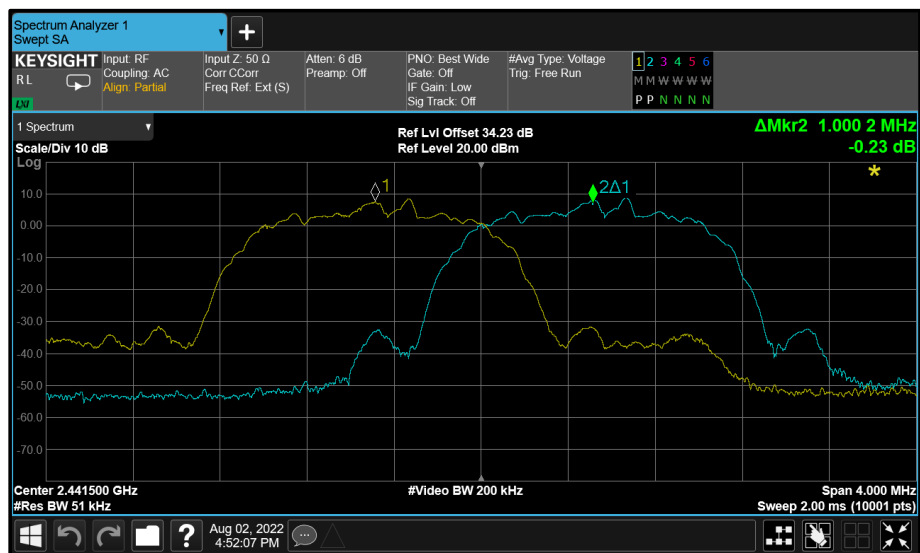 Spectrum Analyzer 1
Swept SA
+
KEYSIGHT
RL
LXI
Input: RF
Coupling: AC
Align: Partial
Input Z: 50 Ω
Corr CCorr
Freq Ref: Ext (S)
Atten: 6 dB
Preamp: Off
PNO: Best Wide
Gate: Off
IF Gain: Low
Sig Track: Off
#Avg Type: Voltage
Trig: Free Run
1 2 3 4 5 6
M M W W W W
P P N N N N
1 Spectrum
Scale/Div 10 dB
Ref Lvl Offset 34.23 dB
Ref Level 20.00 dBm
ΔMkr2 1.000 2 MHz
-0.23 dB
*
Log
1
2Δ1
10.0
0.00
-10.0
-20.0
-30.0
-40.0
-50.0
-60.0
-70.0
Center 2.441500 GHz
#Res BW 51 kHz
#Video BW 200 kHz
Span 4.000 MHz
Sweep 2.00 ms (10001 pts)
?
Aug 02, 2022
4:52:07 PM